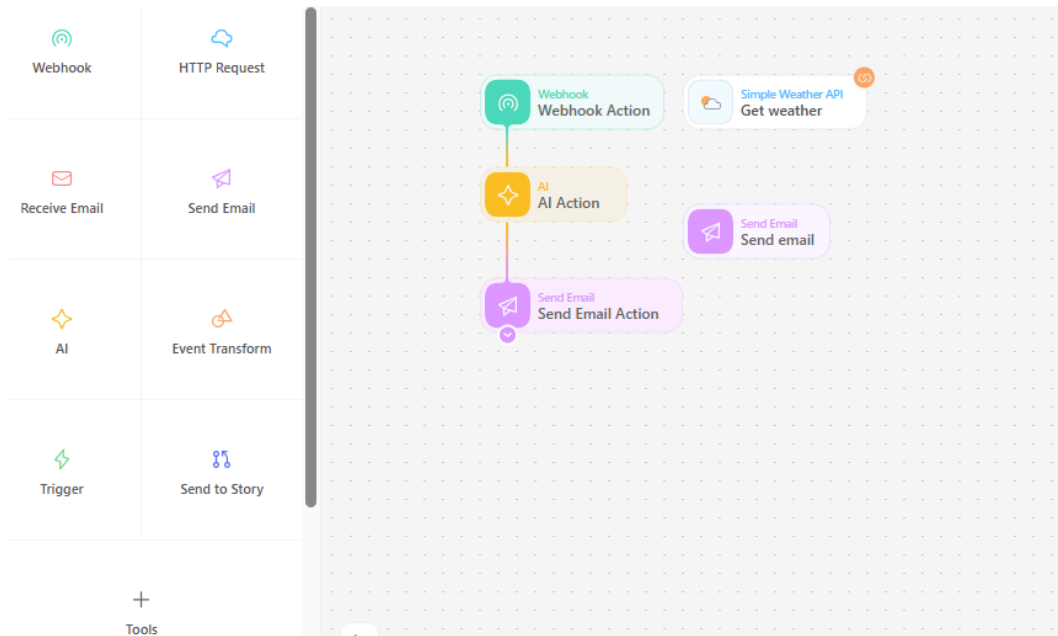 Webhook
HTTP Request
Receive Email
Send Email
AI
Event Transform
Trigger
Send to Story
Tools
Webhook
Webhook Action
Simple Weather API
Get weather
AI
AI Action
Send Email
Send email
Send Email
Send Email Action